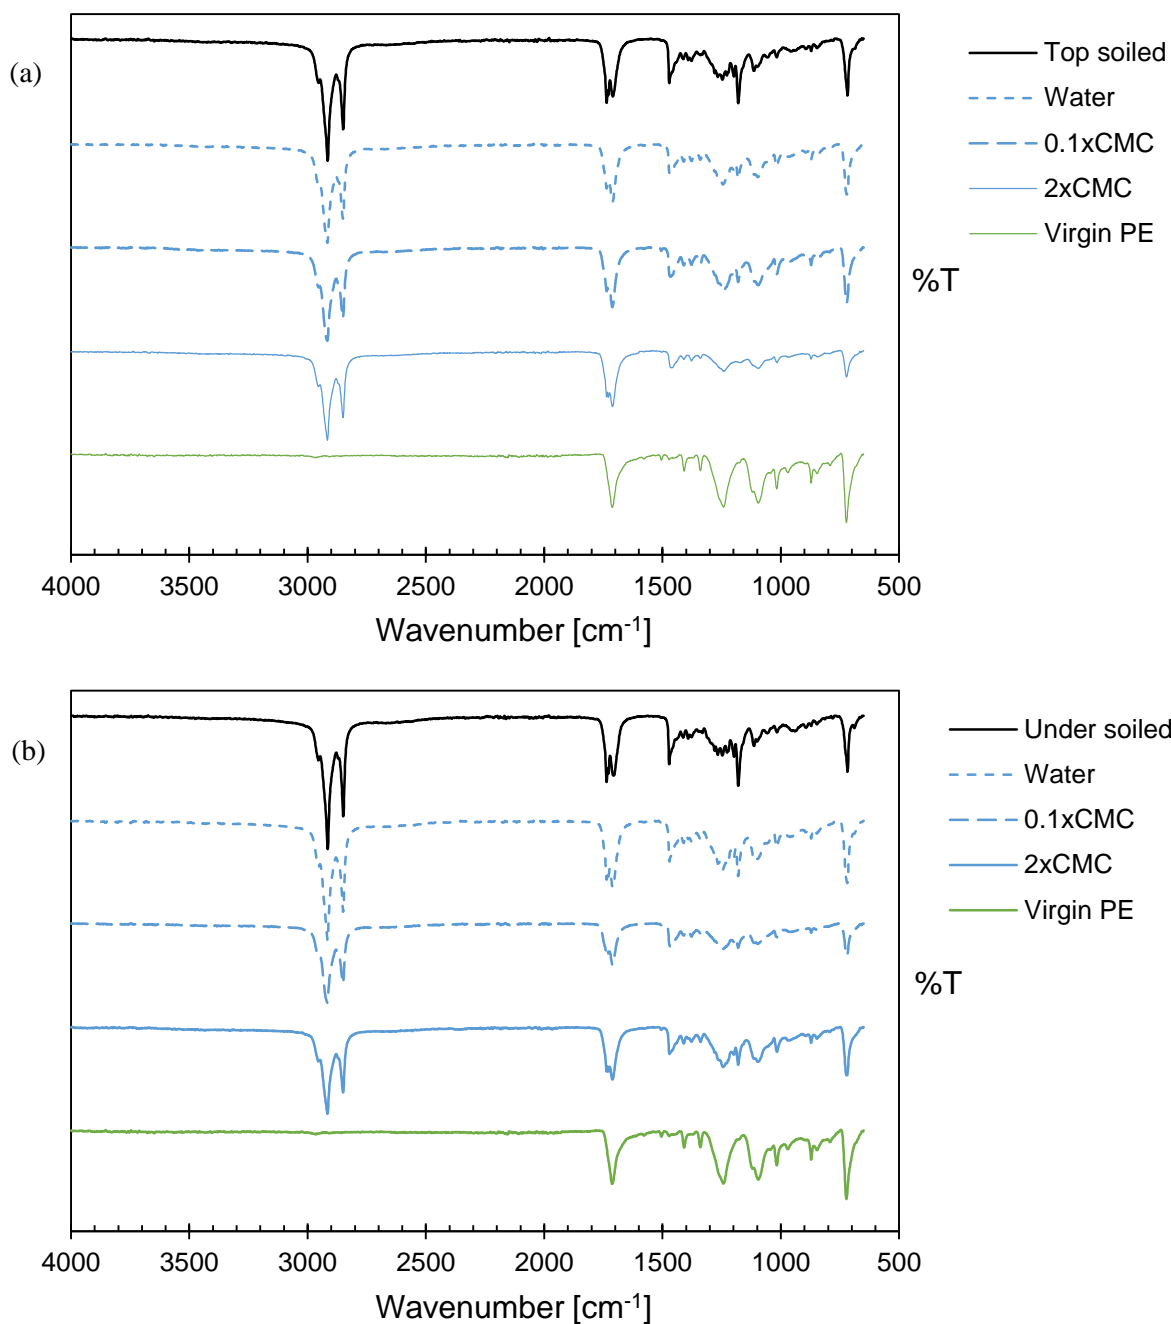 (a)
Top soiled
Water
0.1xCMC
2xCMC
Virgin PE
%T
4000 3500 3000 2500 2000 1500 1000 500
Wavenumber [cm-1]
(b)
Under soiled
Water
0.1xCMC
2xCMC
Virgin PE
%T
4000 3500 3000 2500 2000 1500 1000 500
Wavenumber [cm-1]